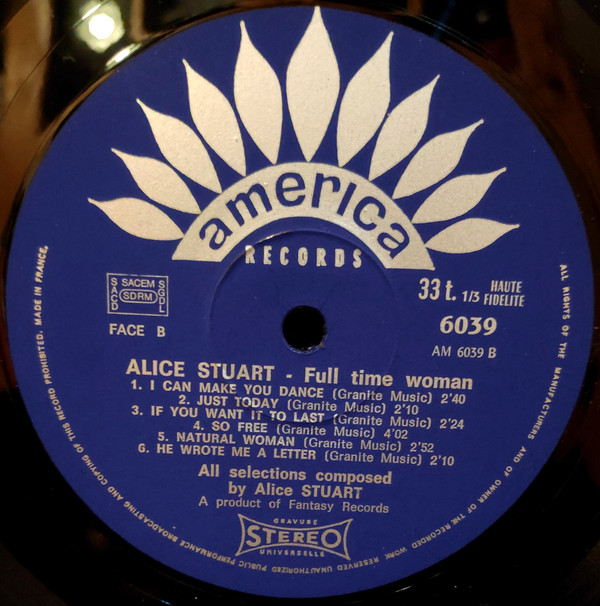 america
RECORDS
SACEM
SACD
SDRM
SGDL
FACE B
33 t. 1/3 HAUTE FIDELITE
6039
AM 6039 B
ALICE STUART - Full time woman
1. I CAN MAKE YOU DANCE (Granite Music) 2'40
2. JUST TODAY (Granite Music) 2'10
3. IF YOU WANT IT TO LAST (Granite Music) 2'24
4. SO FREE (Granite Music) 4'02
5. NATURAL WOMAN (Granite Music) 2'52
6. HE WROTE ME A LETTER (Granite Music) 2'10
All selections composed
by Alice STUART
A product of Fantasy Records
GRAVURE
STEREO
UNIVERSELLE
ALL RIGHTS OF THE MANUFACTURERS AND OF OWNER OF THE RECORDED WORK RESERVED UNAUTHORIZED PUBLIC PERFORMANCE BROADCASTING AND COPYING OF THIS RECORD PROHIBITED. MADE IN FRANCE.